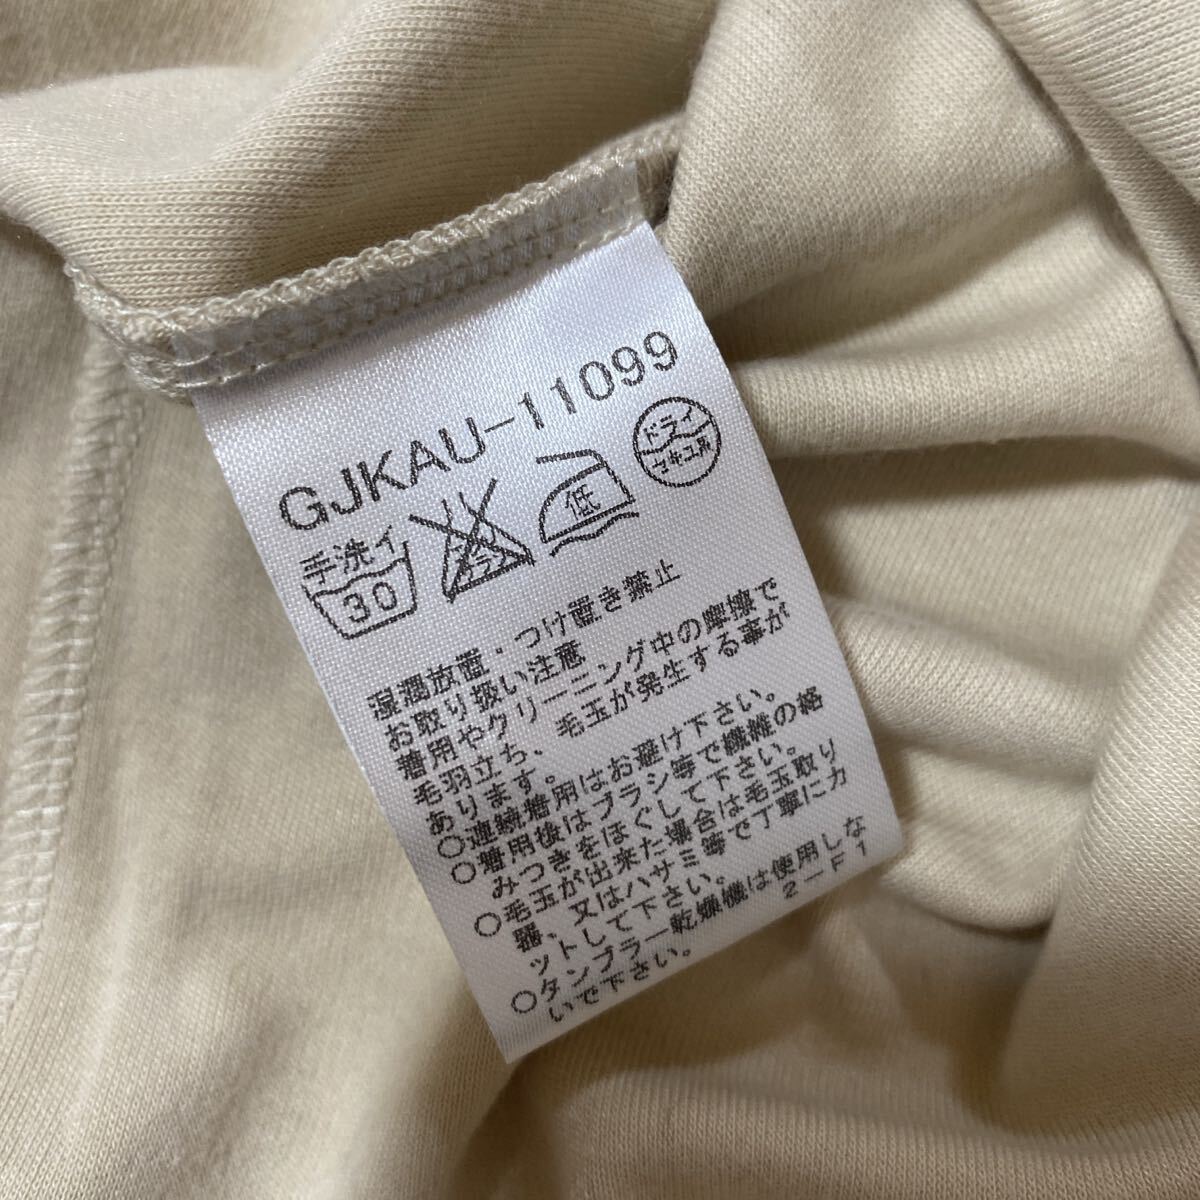 GJKAU-11099
手洗イ
30
エンソサラシ
低
ドライ
セキユ系
湿潤放置・つけ置き禁止
お取り扱い注意
着用やクリーニング中の摩擦で
毛羽立ち、毛玉が発生する事が
あります。
○連続着用はお避け下さい。
○着用後はブラシ等で繊維の絡
みつきをほぐして下さい。
○毛玉が出来た場合は毛玉取り
器、又はハサミ等で丁寧にカ
ットして下さい。
○タンブラー乾燥機は使用しな
いで下さい。
2-F1